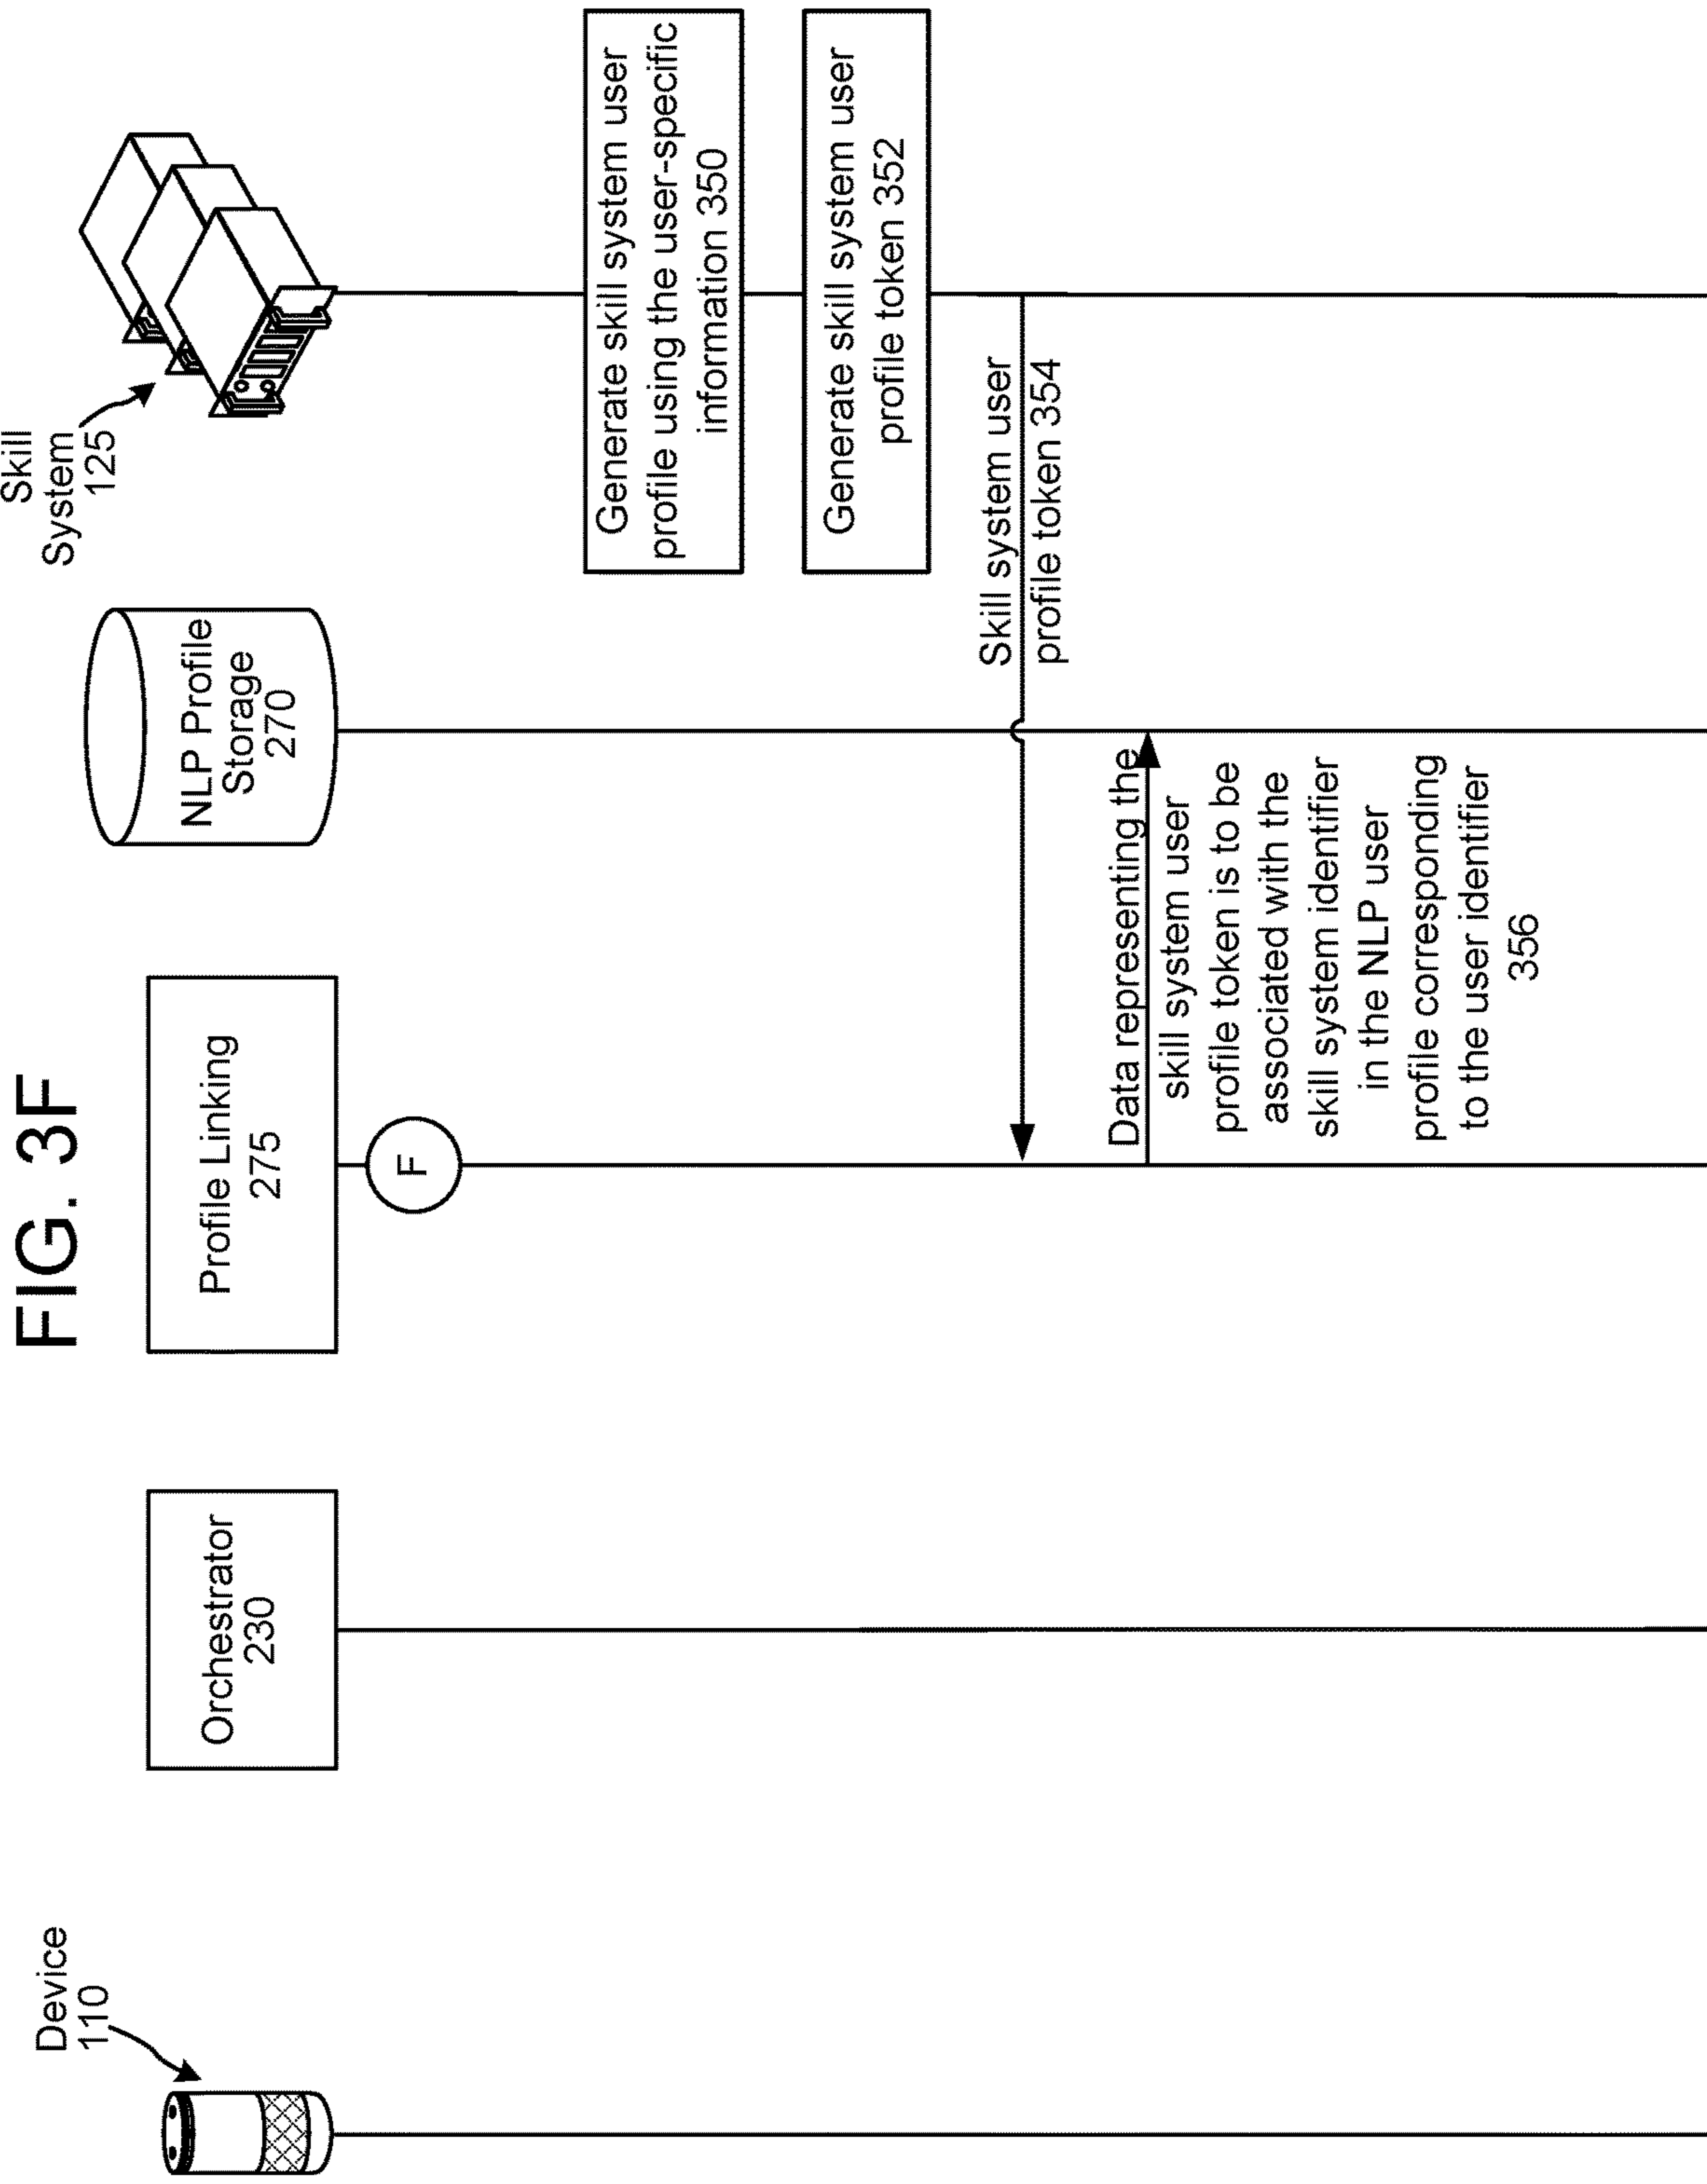 FIG. 3F
Device
110
Orchestrator
230
Profile Linking
275
NLP Profile
Storage
270
Skill
System
125
F
Generate skill system user
profile using the user-specific
information 350
Generate skill system user
profile token 352
Skill system user
profile token 354
Data representing the
skill system user
profile token is to be
associated with the
skill system identifier
in the NLP user
profile corresponding
to the user identifier
356